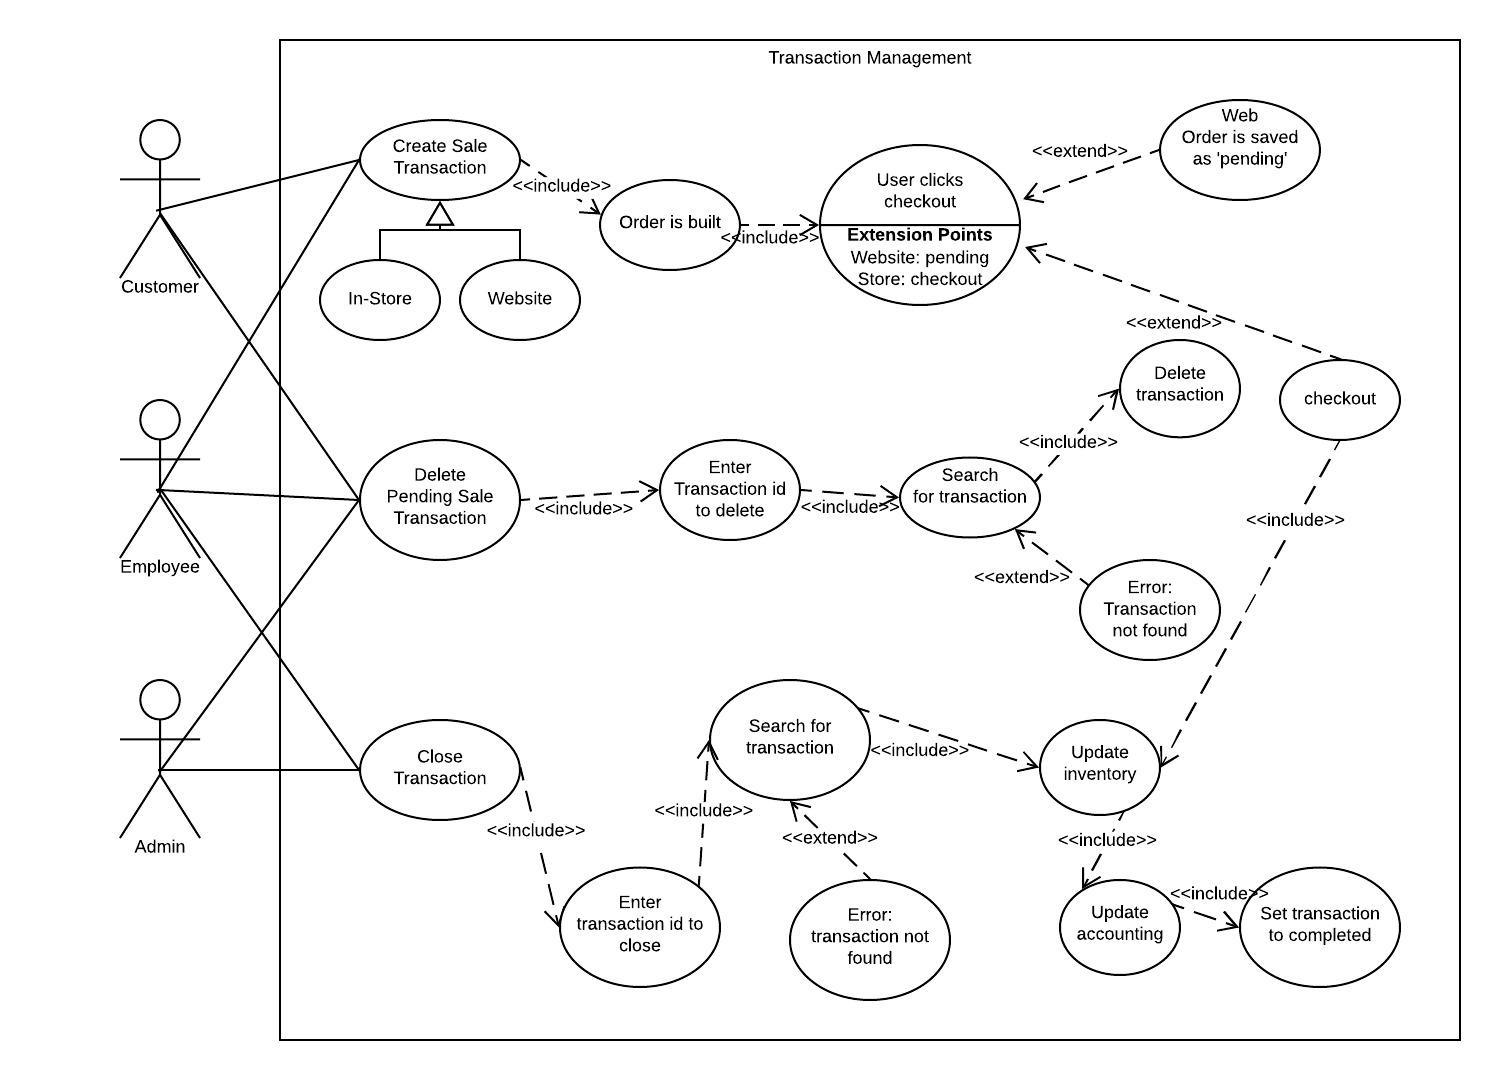 Transaction Management
Customer
Create Sale
Transaction
<<include>>
In-Store
Website
Order is built
<<include>>
User clicks
checkout
Extension Points
Website: pending
Store: checkout
<<extend>>
Web
Order is saved
as 'pending'
<<extend>>
checkout
<<include>>
Employee
Delete
Pending Sale
Transaction
<<include>>
Enter
Transaction id
to delete
<<include>>
Search
for transaction
<<include>>
Delete
transaction
<<extend>>
Error:
Transaction
not found
Admin
Close
Transaction
<<include>>
Enter
transaction id to
close
<<include>>
Search for
transaction
<<extend>>
Error:
transaction not
found
<<include>>
Update
inventory
<<include>>
Update
accounting
<<include>>
Set transaction
to completed